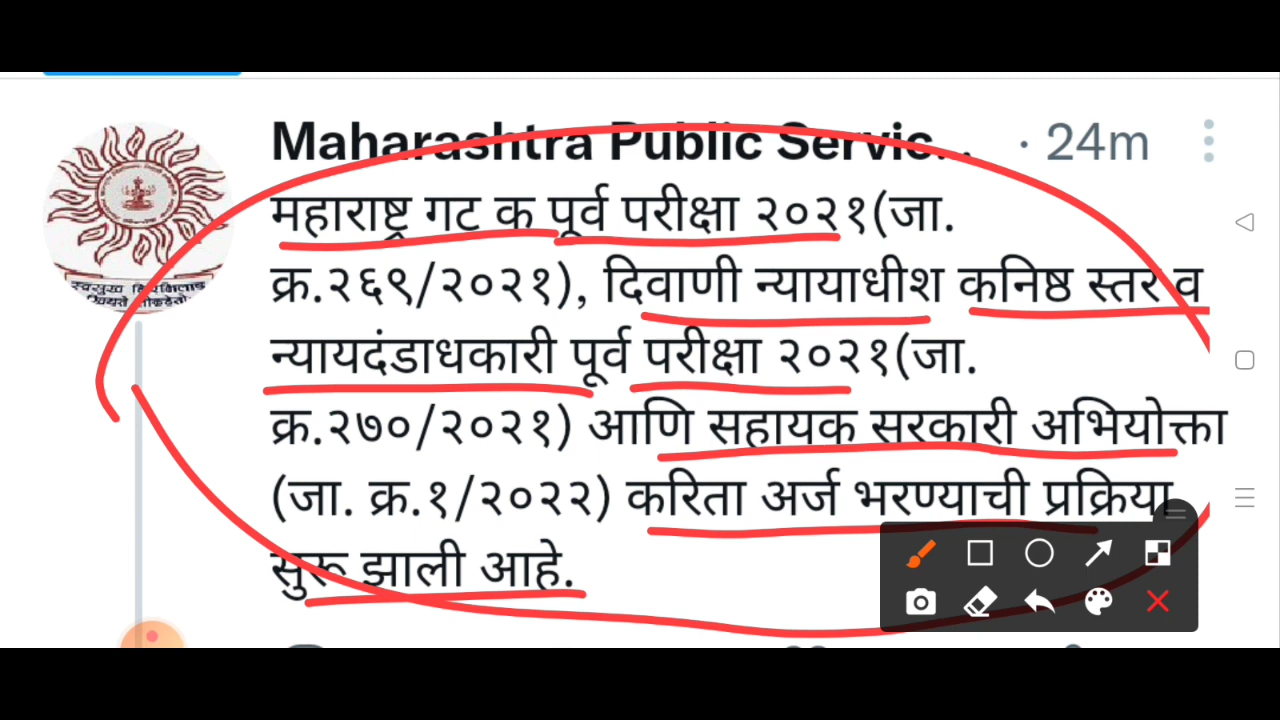 Maharashtra Public Servic... · 24m
महाराष्ट्र गट क पूर्व परीक्षा २०२१(जा.
क्र.२६९/२०२१), दिवाणी न्यायाधीश कनिष्ठ स्तर व
न्यायदंडाधकारी पूर्व परीक्षा २०२१(जा.
क्र.२७०/२०२१) आणि सहायक सरकारी अभियोक्ता
(जा. क्र.१/२०२२) करिता अर्ज भरण्याची प्रक्रिया
सुरू झाली आहे.